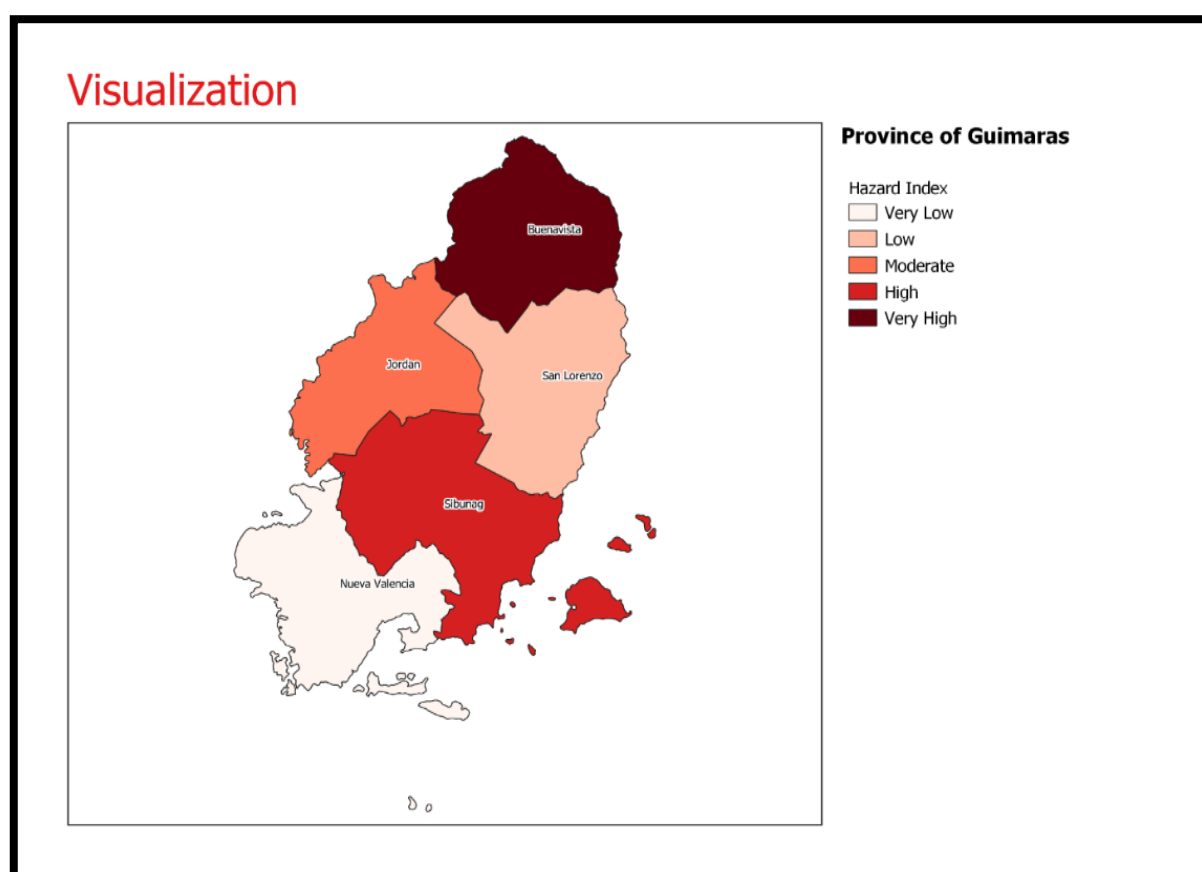 Visualization
Province of Guimaras
Hazard Index
Very Low
Low
Moderate
High
Very High
Buenavista
Jordan
San Lorenzo
Sibunag
Nueva Valencia